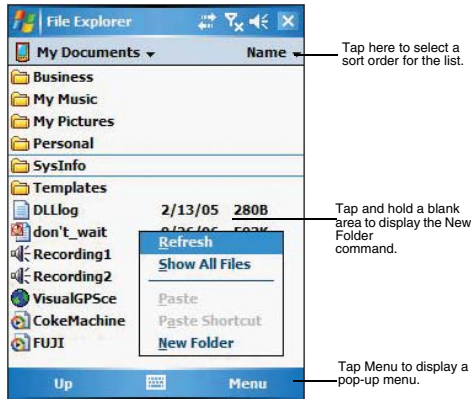 File Explorer
My Documents Name
Tap here to select a
sort order for the list.
Business
My Music
My Pictures
Personal
SysInfo
Templates
DLLlog 2/13/05 280B
Tap and hold a blank
area to display the New
Folder
command.
don't_wait
Recording1
Recording2
VisualGPSce
CokeMachine
FUJI
Refresh
Show All Files
Paste
Paste Shortcut
New Folder
Tap Menu to display a
pop-up menu.
Up Menu